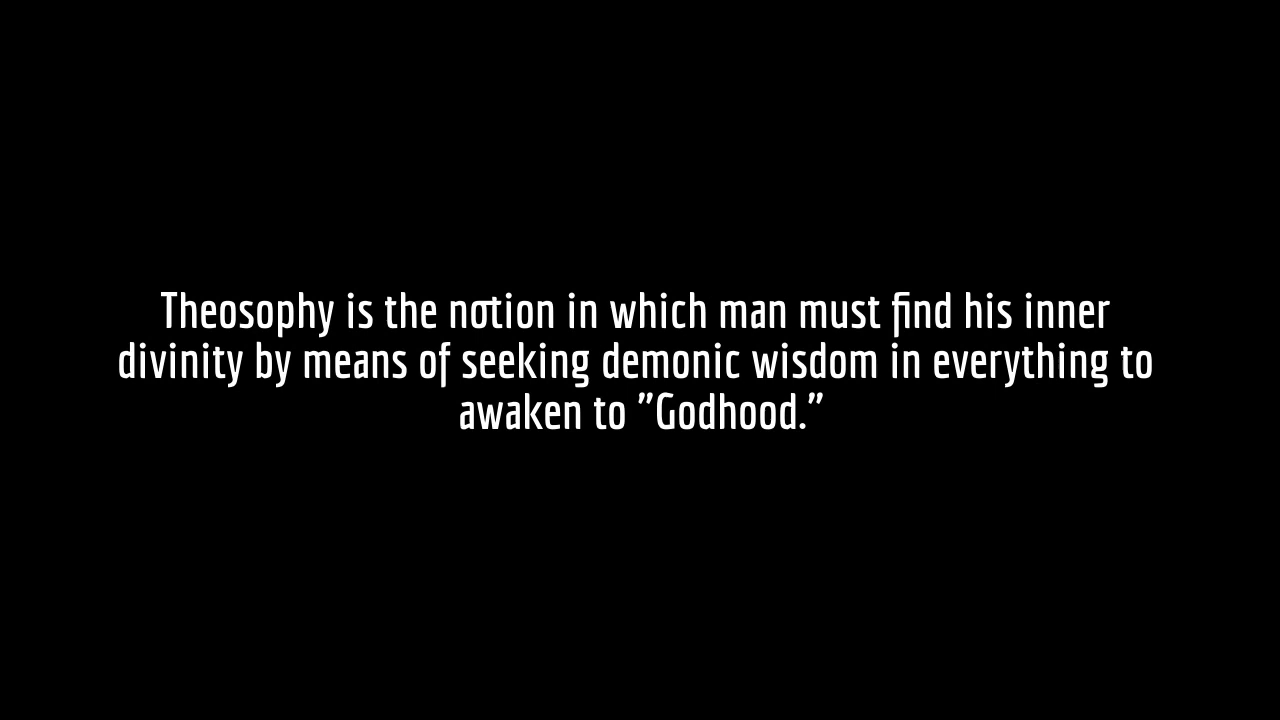 Theosophy is the notion in which man must find his inner
divinity by means of seeking demonic wisdom in everything to
awaken to "Godhood."